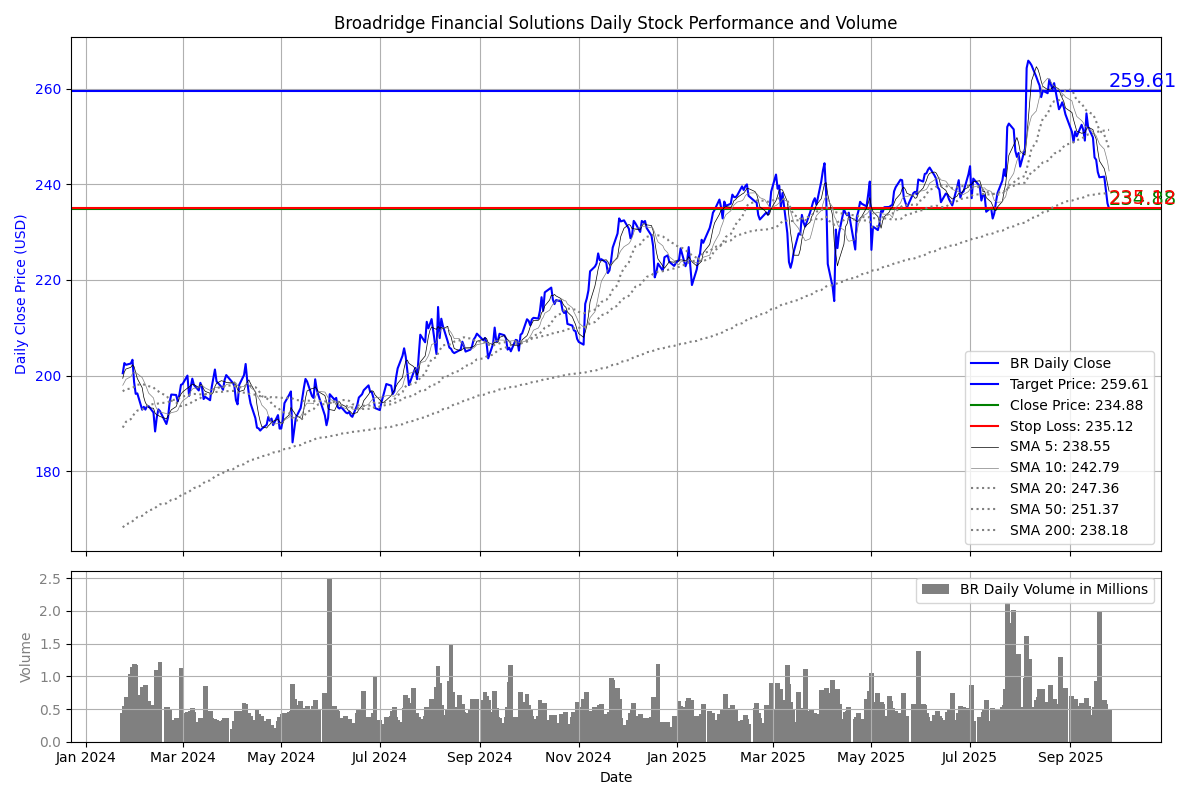 Broadridge Financial Solutions Daily Stock Performance and Volume
Daily Close Price (USD)
260
240
220
200
180
259.61
235.12
234.88
BR Daily Close
Target Price: 259.61
Close Price: 234.88
Stop Loss: 235.12
SMA 5: 238.55
SMA 10: 242.79
SMA 20: 247.36
SMA 50: 251.37
SMA 200: 238.18
Volume
2.5
2.0
1.5
1.0
0.5
0.0
BR Daily Volume in Millions
Jan 2024
Mar 2024
May 2024
Jul 2024
Sep 2024
Nov 2024
Jan 2025
Mar 2025
May 2025
Jul 2025
Sep 2025
Date